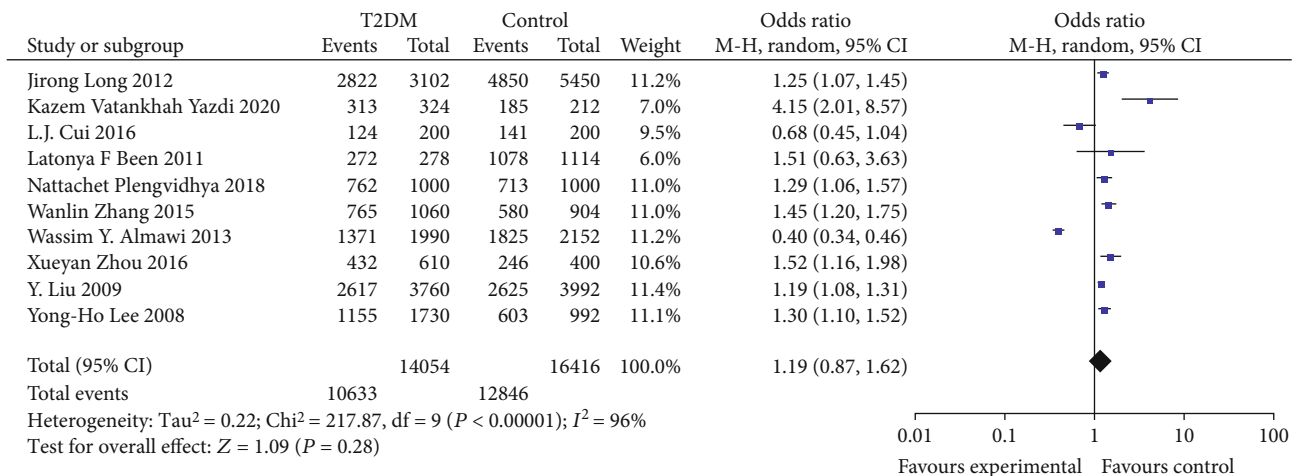 T2DM Control Odds ratio Odds ratio
Study or subgroup Events Total Events Total Weight M-H, random, 95% CI M-H, random, 95% CI
Jirong Long 2012 2822 3102 4850 5450 11.2% 1.25 (1.07, 1.45)
Kazem Vatankhah Yazdi 2020 313 324 185 212 7.0% 4.15 (2.01, 8.57)
L.J. Cui 2016 124 200 141 200 9.5% 0.68 (0.45, 1.04)
Latonya F Been 2011 272 278 1078 1114 6.0% 1.51 (0.63, 3.63)
Nattachet Plengvidhya 2018 762 1000 713 1000 11.0% 1.29 (1.06, 1.57)
Wanlin Zhang 2015 765 1060 580 904 11.0% 1.45 (1.20, 1.75)
Wassim Y. Almawi 2013 1371 1990 1825 2152 11.2% 0.40 (0.34, 0.46)
Xueyan Zhou 2016 432 610 246 400 10.6% 1.52 (1.16, 1.98)
Y. Liu 2009 2617 3760 2625 3992 11.4% 1.19 (1.08, 1.31)
Yong-Ho Lee 2008 1155 1730 603 992 11.1% 1.30 (1.10, 1.52)
Total (95% CI) 14054 16416 100.0% 1.19 (0.87, 1.62)
Total events 10633 12846
Heterogeneity: Tau² = 0.22; Chi² = 217.87, df = 9 (P < 0.00001); I² = 96%
Test for overall effect: Z = 1.09 (P = 0.28)
0.01 0.1 1 10 100
Favours experimental Favours control